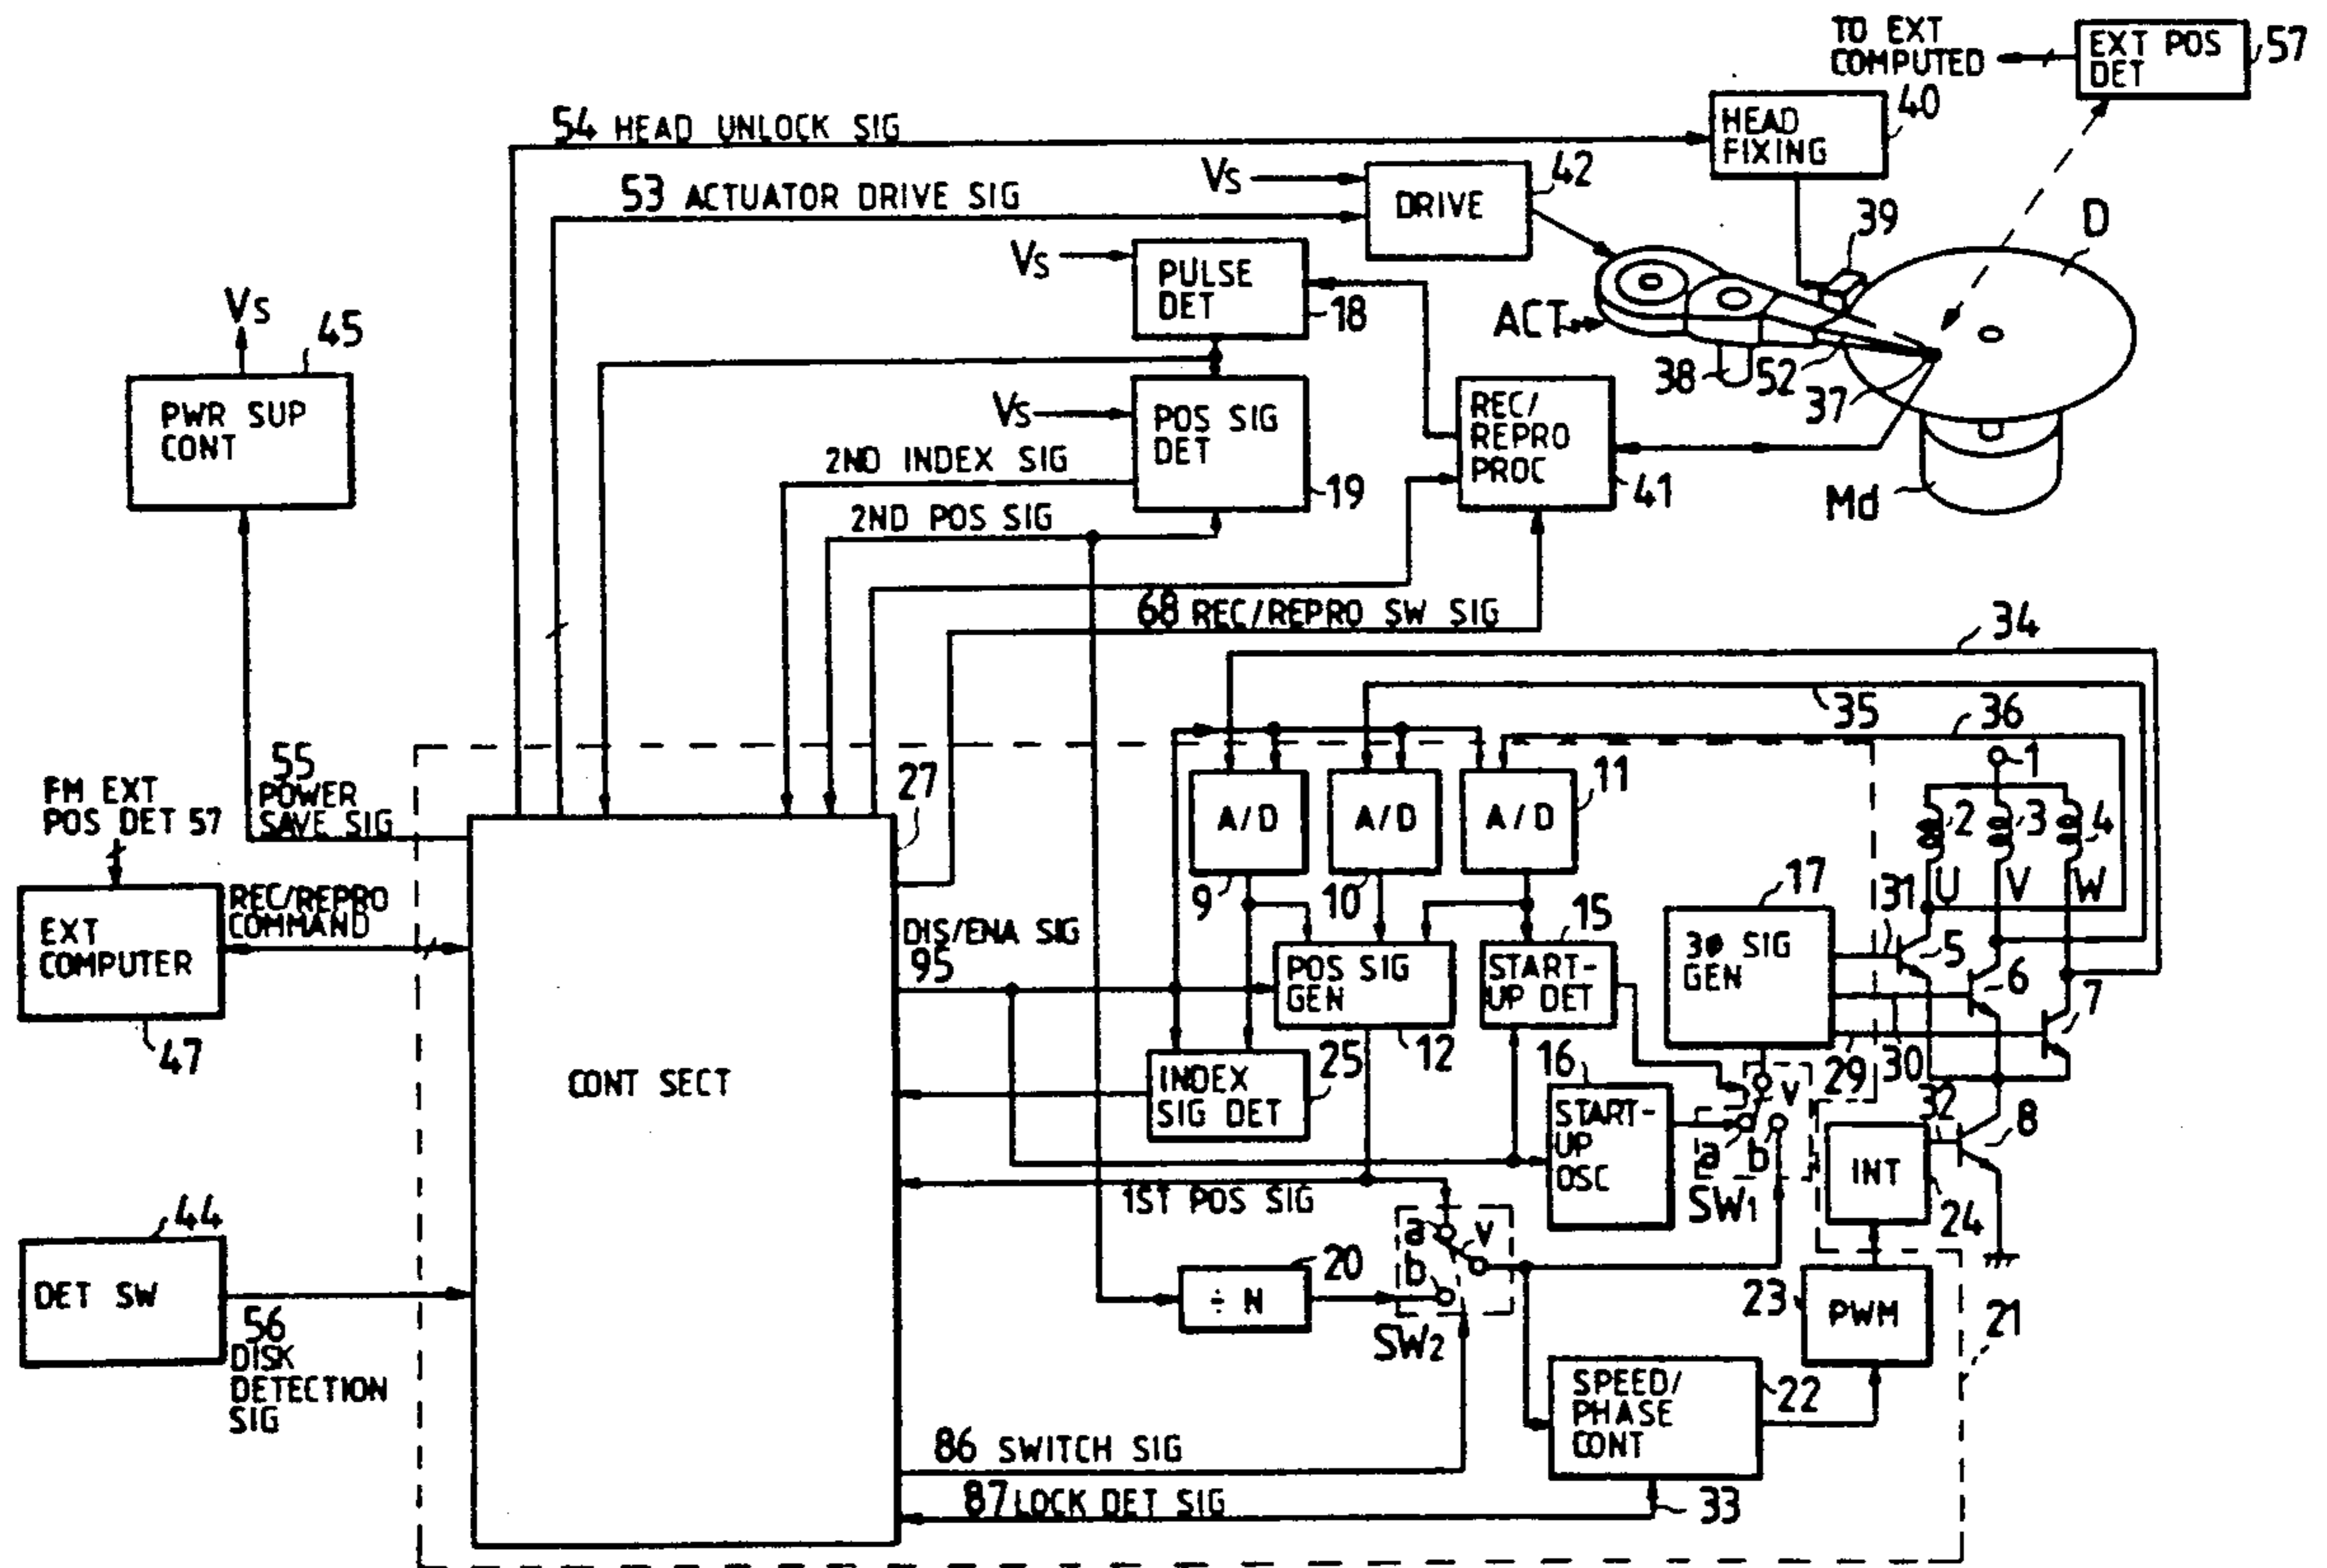 TO EXT
COMPUTED
EXT POS
DET
57
54 HEAD UNLOCK SIG
HEAD
FIXING
40
53 ACTUATOR DRIVE SIG
Vs
DRIVE
42
39
D
Vs
PULSE
DET
18
ACT
38
52
37
Md
Vs
45
PWR SUP
CONT
Vs
POS SIG
DET
19
2ND INDEX SIG
2ND POS SIG
REC/
REPRO
PROC
41
68 REC/REPRO SW SIG
34
35
36
1
55
POWER
SAVE SIG
FM EXT
POS DET 57
27
A/D
9
A/D
10
A/D
11
2
3
4
U
V
W
EXT
COMPUTER
47
REC/REPRO
COMMAND
DIS/ENA SIG
95
POS SIG
GEN
12
START-
UP DET
15
3Ø SIG
GEN
17
31
5
6
7
29
30
CONT SECT
INDEX
SIG DET
25
16
START-
UP
OSC
a
b
v
SW1
32
8
INT
24
1ST POS SIG
44
DET SW
56
DISK
DETECTION
SIG
20
÷ N
a
b
v
SW2
23
PWM
21
SPEED/
PHASE
CONT
22
86 SWITCH SIG
87 LOCK DET SIG
33